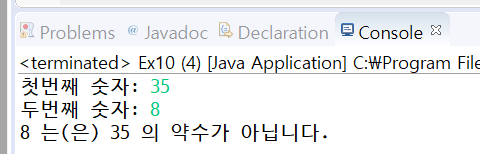 Problems @ Javadoc Declaration Console
<terminated> Ex10 (4) [Java Application] C:₩Program File
첫번째 숫자: 35
두번째 숫자: 8
8 는(은) 35 의 약수가 아닙니다.